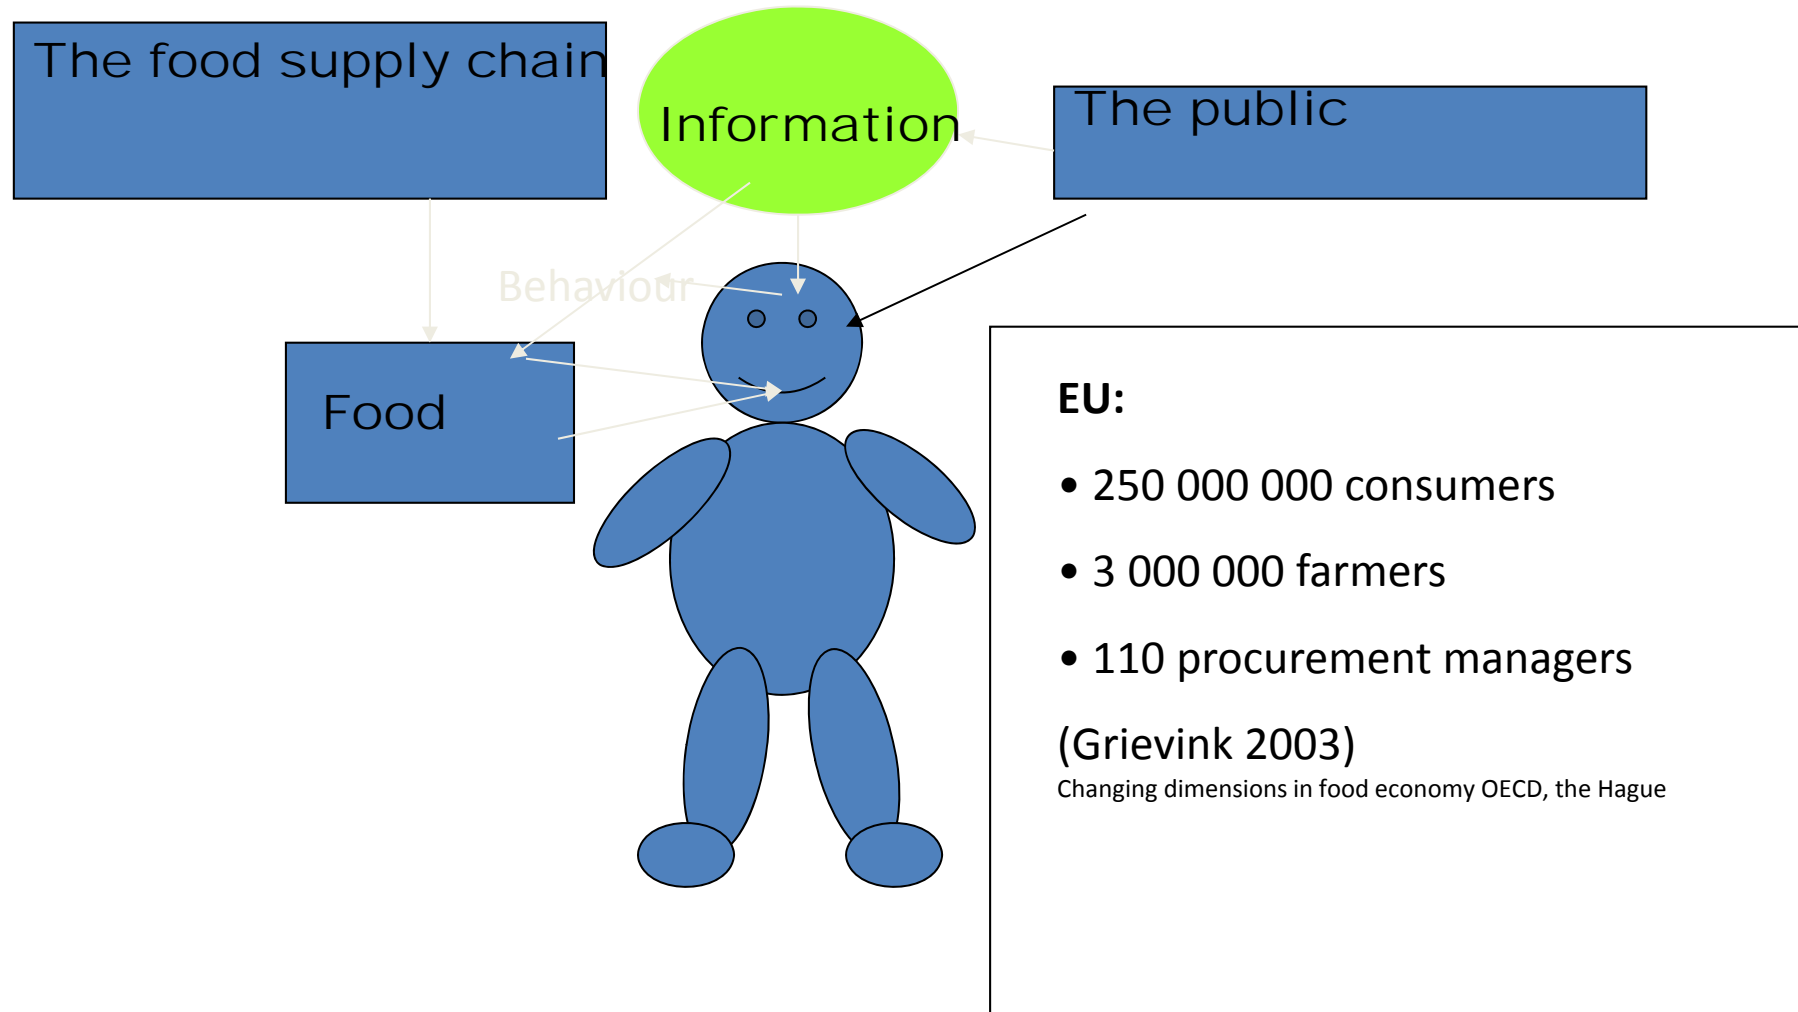 The food supply chain
Information
The public
Behaviour
Food
EU:
• 250 000 000 consumers
• 3 000 000 farmers
• 110 procurement managers
(Grievink 2003)
Changing dimensions in food economy OECD, the Hague